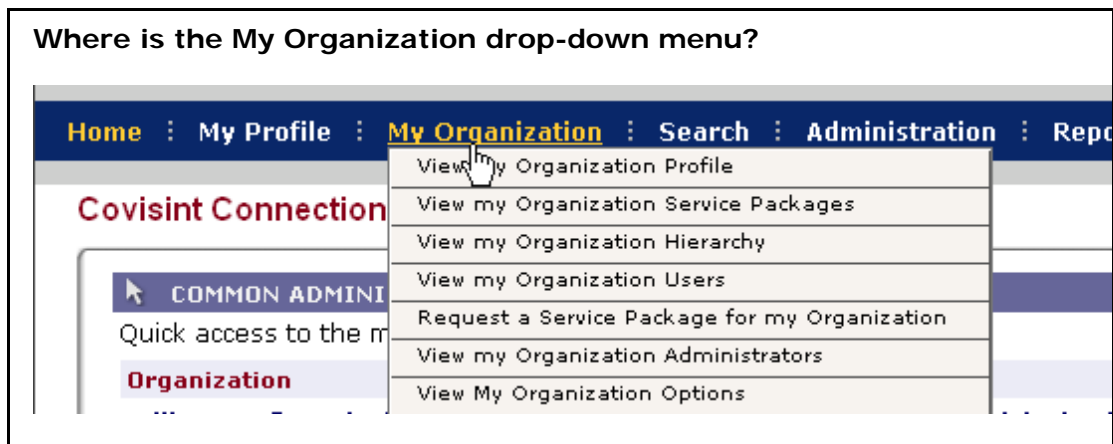 Where is the My Organization drop-down menu?
Home ⋮ My Profile ⋮ My Organization ⋮ Search ⋮ Administration ⋮ Repo
View my Organization Profile
Covisint Connection
View my Organization Service Packages
View my Organization Hierarchy
View my Organization Users
COMMON ADMINI
Request a Service Package for my Organization
Quick access to the m
View my Organization Administrators
Organization
View My Organization Options